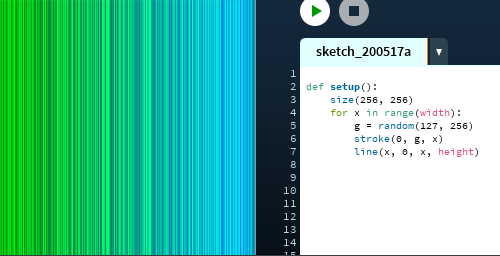 sketch_200517a
1
2 def setup():
3 size(256, 256)
4 for x in range(width):
5 g = random(127, 256)
6 stroke(0, g, x)
7 line(x, 0, x, height)
8
9
10
11
12
13
14
15